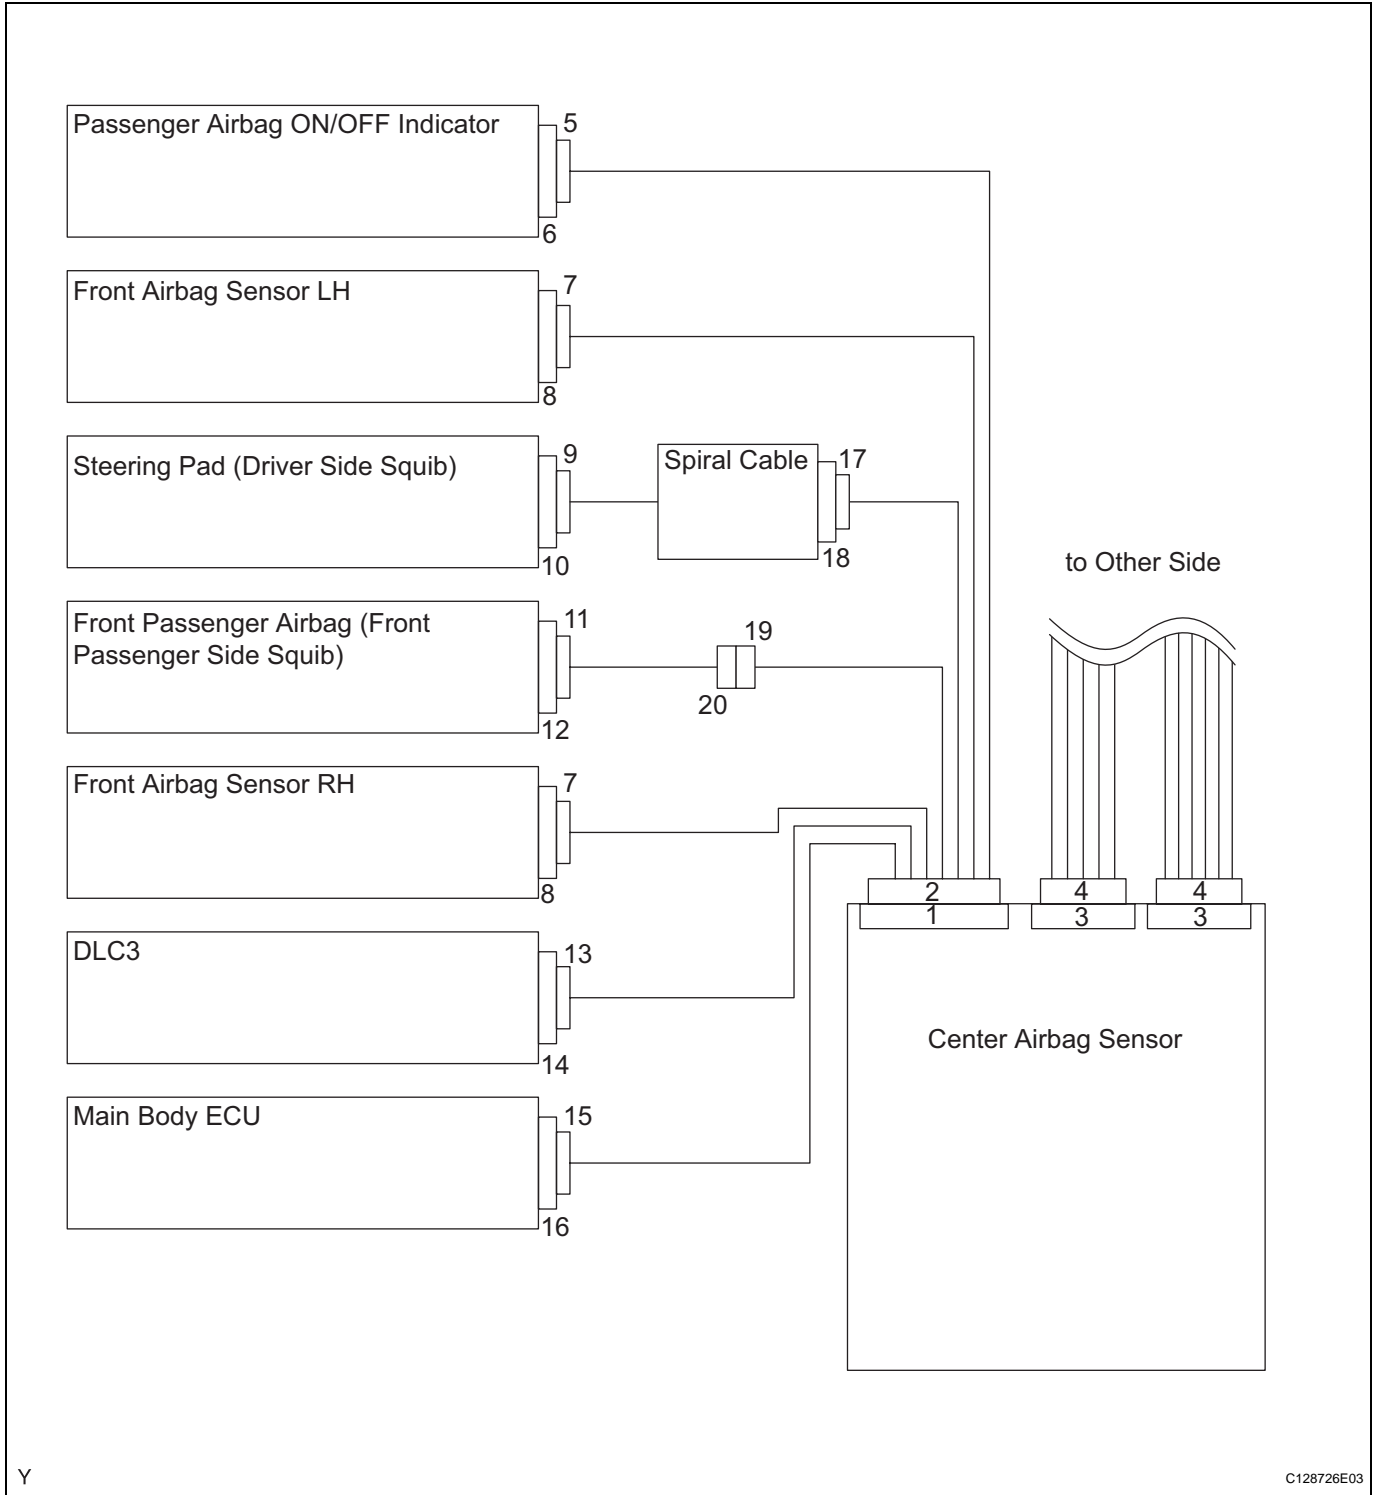 Passenger Airbag ON/OFF Indicator
5
6
Front Airbag Sensor LH
7
8
Steering Pad (Driver Side Squib)
9
10
Spiral Cable
17
18
to Other Side
Front Passenger Airbag (Front
Passenger Side Squib)
11
12
19
20
Front Airbag Sensor RH
7
8
2
4
4
1
3
3
DLC3
13
14
Center Airbag Sensor
Main Body ECU
15
16
Y
C128726E03